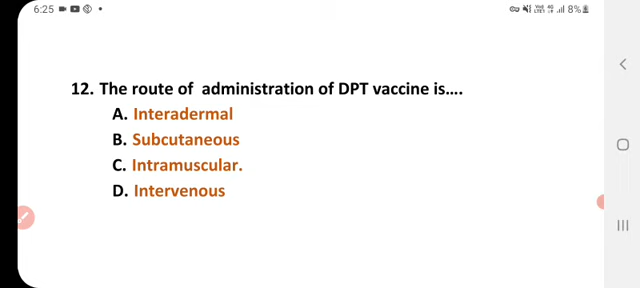 6:25 8%
12. The route of administration of DPT vaccine is....
A. Interadermal
B. Subcutaneous
C. Intramuscular.
D. Intervenous